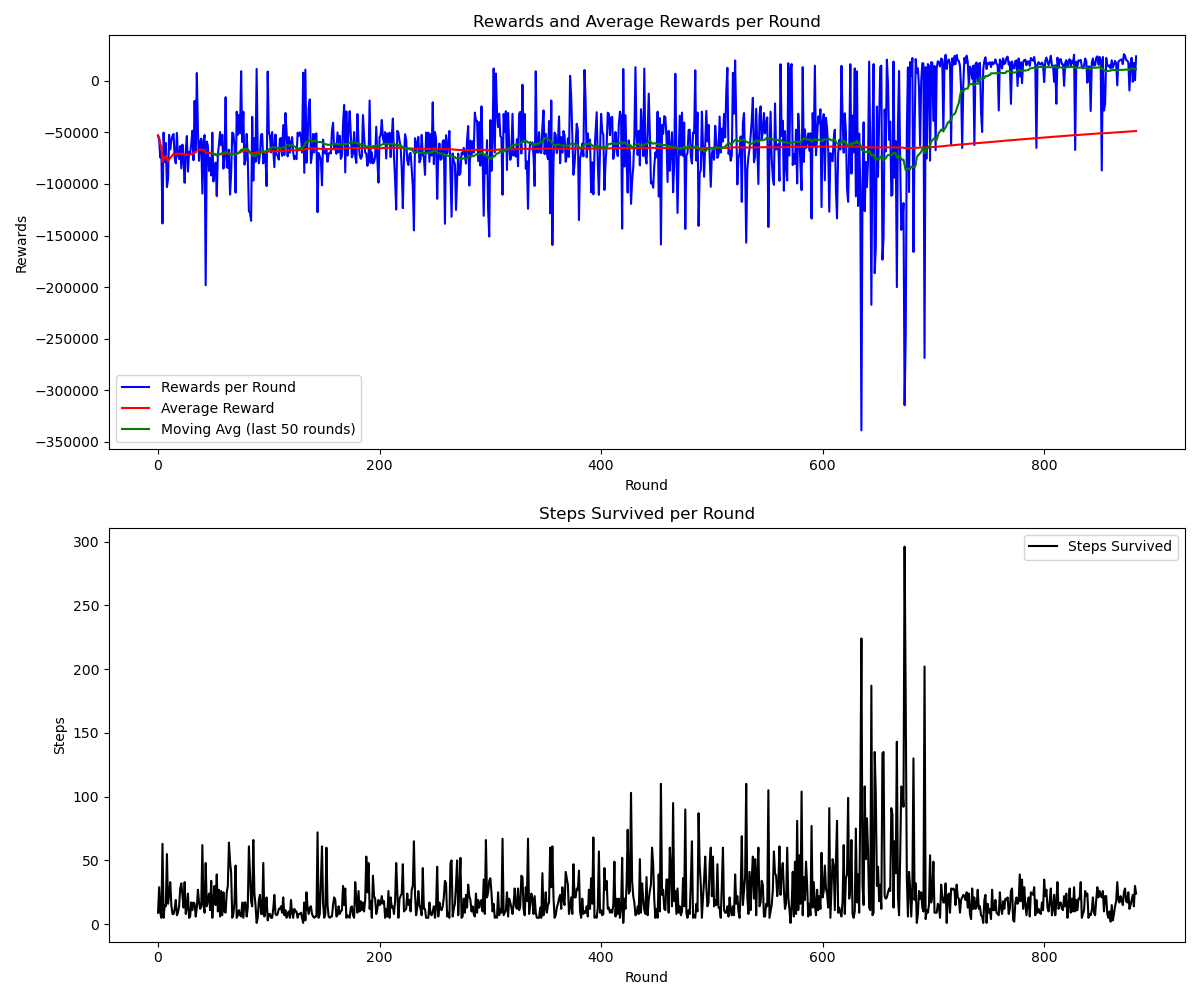 Rewards and Average Rewards per Round
0
−50000
−100000
−150000
−200000
−250000
−300000
−350000
Rewards
Rewards per Round
Average Reward
Moving Avg (last 50 rounds)
0 200 400 600 800
Round
Steps Survived per Round
300
250
200
150
100
50
0
Steps
Steps Survived
0 200 400 600 800
Round